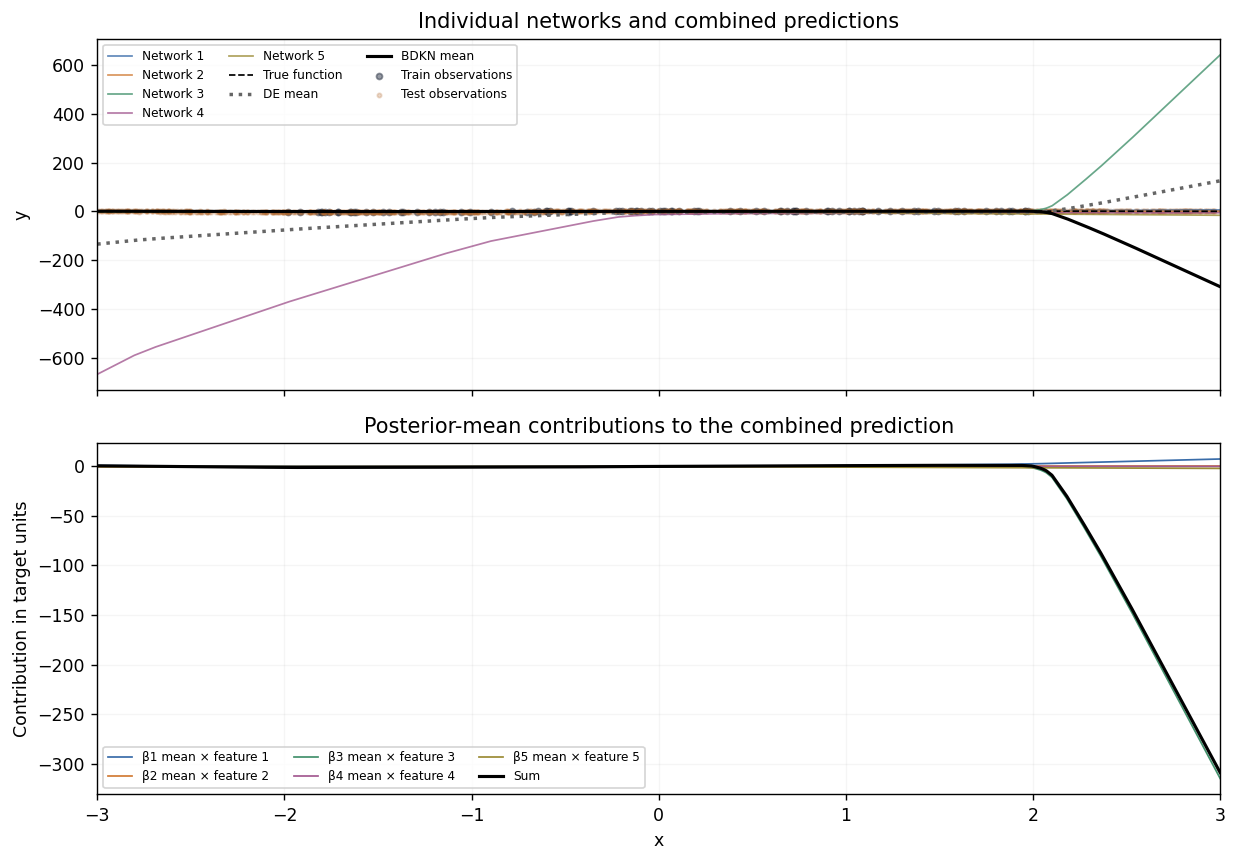 Individual networks and combined predictions
Network 1
Network 2
Network 3
Network 4
Network 5
True function
DE mean
BDKN mean
Train observations
Test observations
600
400
200
0
−200
−400
−600
y
Posterior-mean contributions to the combined prediction
0
−50
−100
−150
−200
−250
−300
Contribution in target units
β1 mean × feature 1
β2 mean × feature 2
β3 mean × feature 3
β4 mean × feature 4
β5 mean × feature 5
Sum
−3 −2 −1 0 1 2 3
x